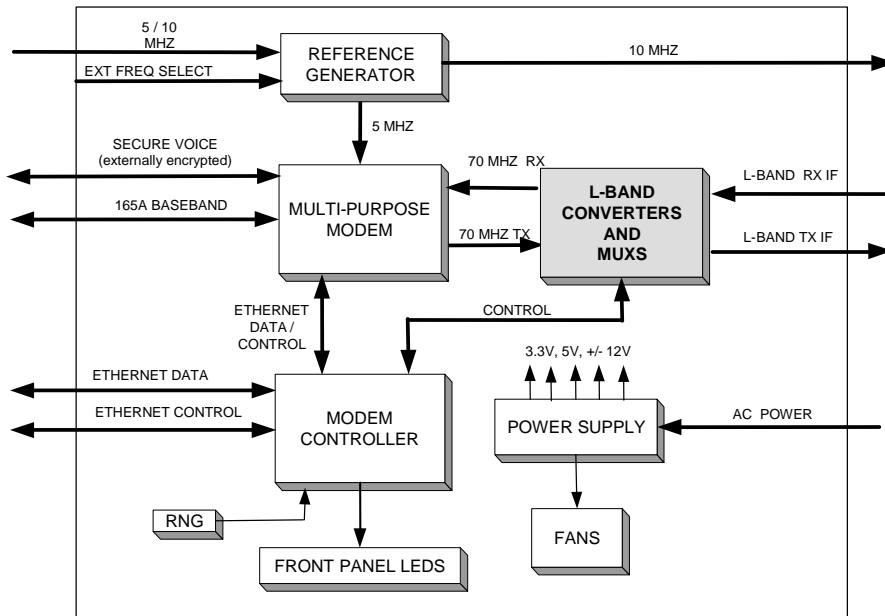 5 / 10
MHZ
EXT FREQ SELECT
REFERENCE
GENERATOR
10 MHZ
5 MHZ
SECURE VOICE
(externally encrypted)
165A BASEBAND
MULTI-PURPOSE
MODEM
70 MHZ RX
70 MHZ TX
L-BAND
CONVERTERS
AND
MUXS
L-BAND RX IF
L-BAND TX IF
ETHERNET
DATA /
CONTROL
CONTROL
ETHERNET DATA
ETHERNET CONTROL
MODEM
CONTROLLER
3.3V, 5V, +/- 12V
POWER SUPPLY
AC POWER
RNG
FANS
FRONT PANEL LEDS